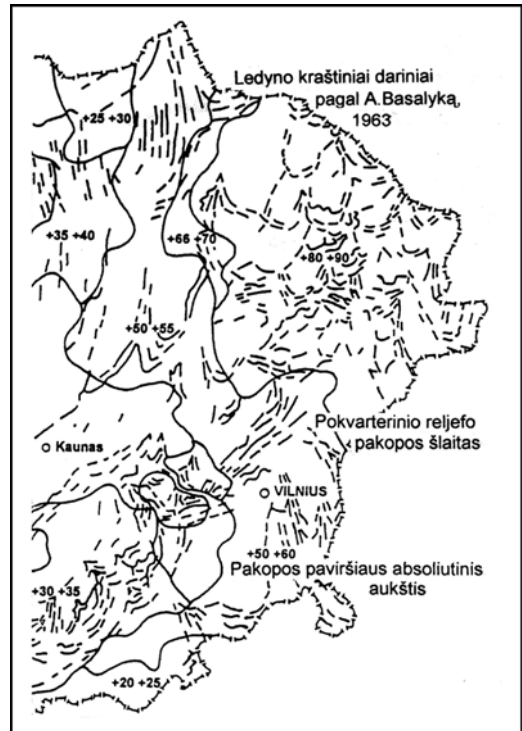 Ledyno kraštiniai dariniai
pagal A.Basalyką,
1963
+25 +30
+35 +40
+66 +70
+80 +90
+50 +55
Pokvarterinio reljefo
pakopos šlaitas
Kaunas
VILNIUS
+50 +60
Pakopos paviršiaus absoliutinis
aukštis
+30 +35
+20 +25